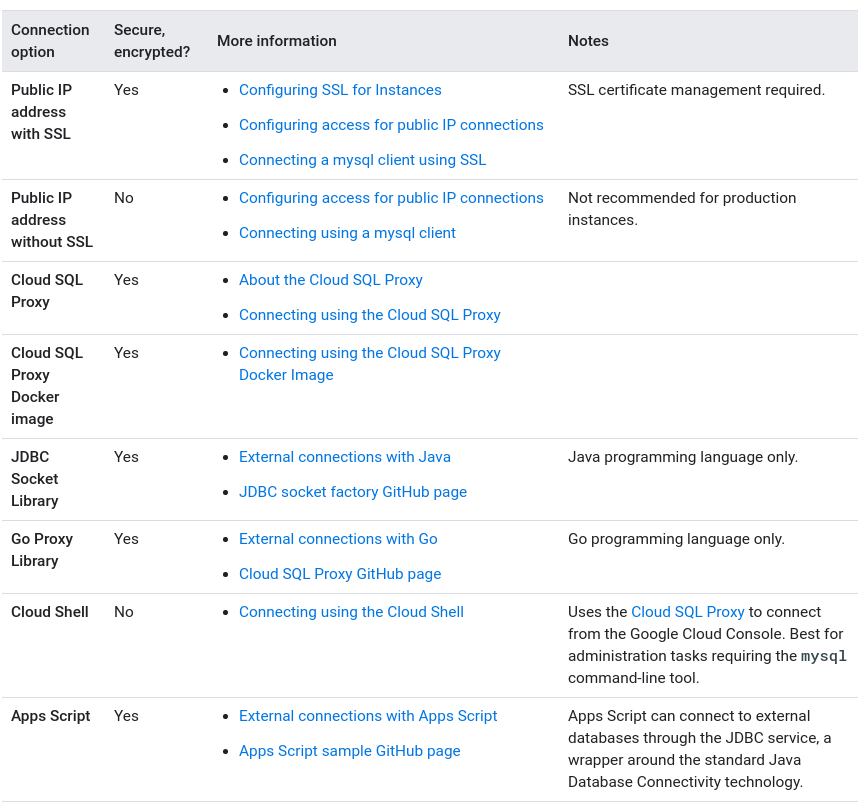 Connection option
Secure, encrypted?
More information
Notes
Public IP address with SSL
Yes
Configuring SSL for Instances
Configuring access for public IP connections
Connecting a mysql client using SSL
SSL certificate management required.
Public IP address without SSL
No
Configuring access for public IP connections
Connecting using a mysql client
Not recommended for production
instances.
Cloud SQL Proxy
Yes
About the Cloud SQL Proxy
Connecting using the Cloud SQL Proxy
Cloud SQL Proxy Docker image
Yes
Connecting using the Cloud SQL Proxy
Docker Image
JDBC Socket Library
Yes
External connections with Java
JDBC socket factory GitHub page
Java programming language only.
Go Proxy Library
Yes
External connections with Go
Cloud SQL Proxy GitHub page
Go programming language only.
Cloud Shell
No
Connecting using the Cloud Shell
Uses the Cloud SQL Proxy to connect
from the Google Cloud Console. Best for
administration tasks requiring the mysql
command-line tool.
Apps Script
Yes
External connections with Apps Script
Apps Script sample GitHub page
Apps Script can connect to external
databases through the JDBC service, a
wrapper around the standard Java
Database Connectivity technology.